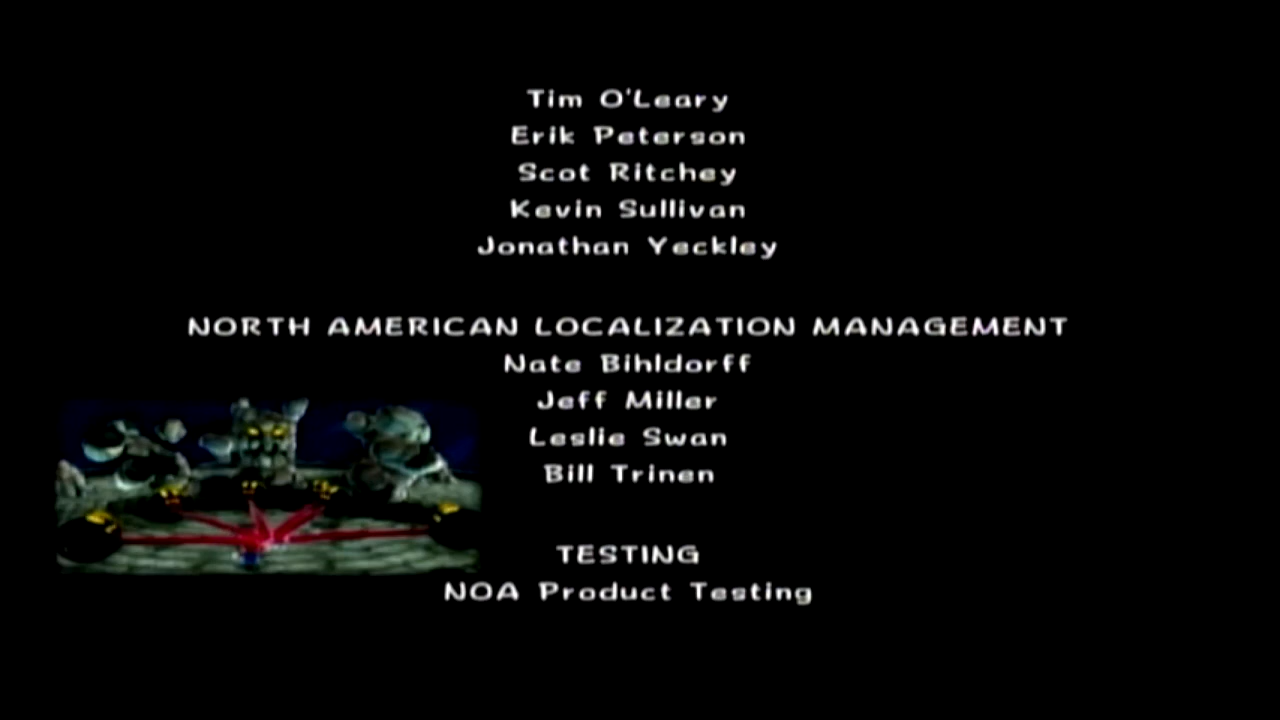 Tim O'Leary
Erik Peterson
Scot Ritchey
Kevin Sullivan
Jonathan Yeckley
NORTH AMERICAN LOCALIZATION MANAGEMENT
Nate Bihldorff
Jeff Miller
Leslie Swan
Bill Trinen
TESTING
NOA Product Testing